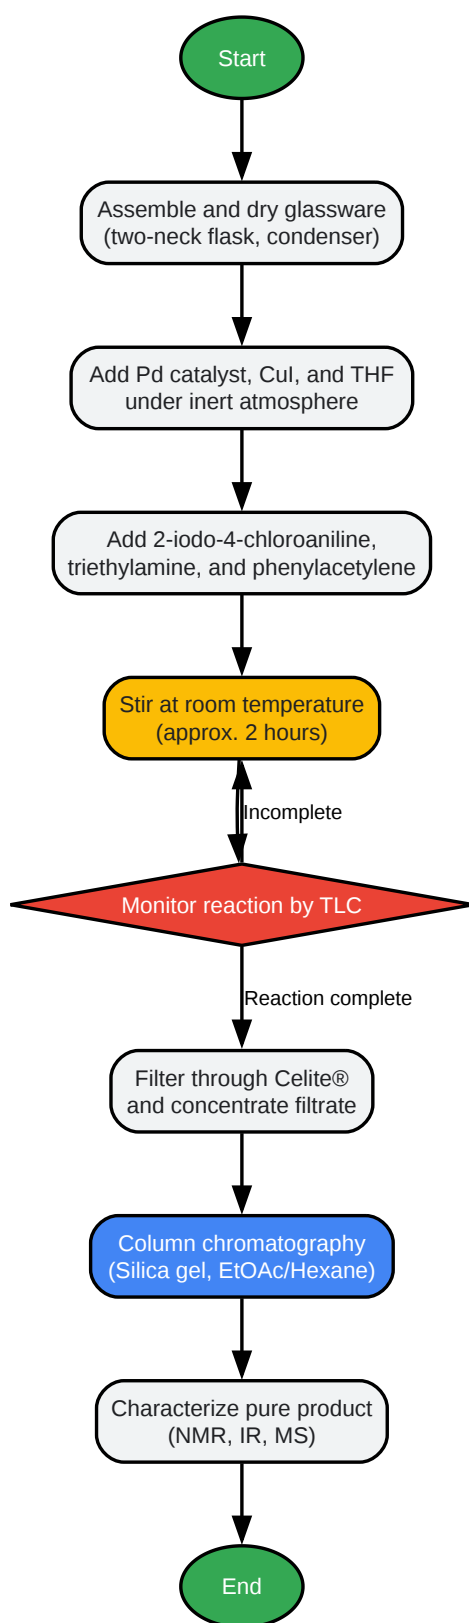 Start
Assemble and dry glassware
(two-neck flask, condenser)
Add Pd catalyst, CuI, and THF
under inert atmosphere
Add 2-iodo-4-chloroaniline,
triethylamine, and phenylacetylene
Stir at room temperature
(approx. 2 hours)
Incomplete
Monitor reaction by TLC
Reaction complete
Filter through Celite®
and concentrate filtrate
Column chromatography
(Silica gel, EtOAc/Hexane)
Characterize pure product
(NMR, IR, MS)
End